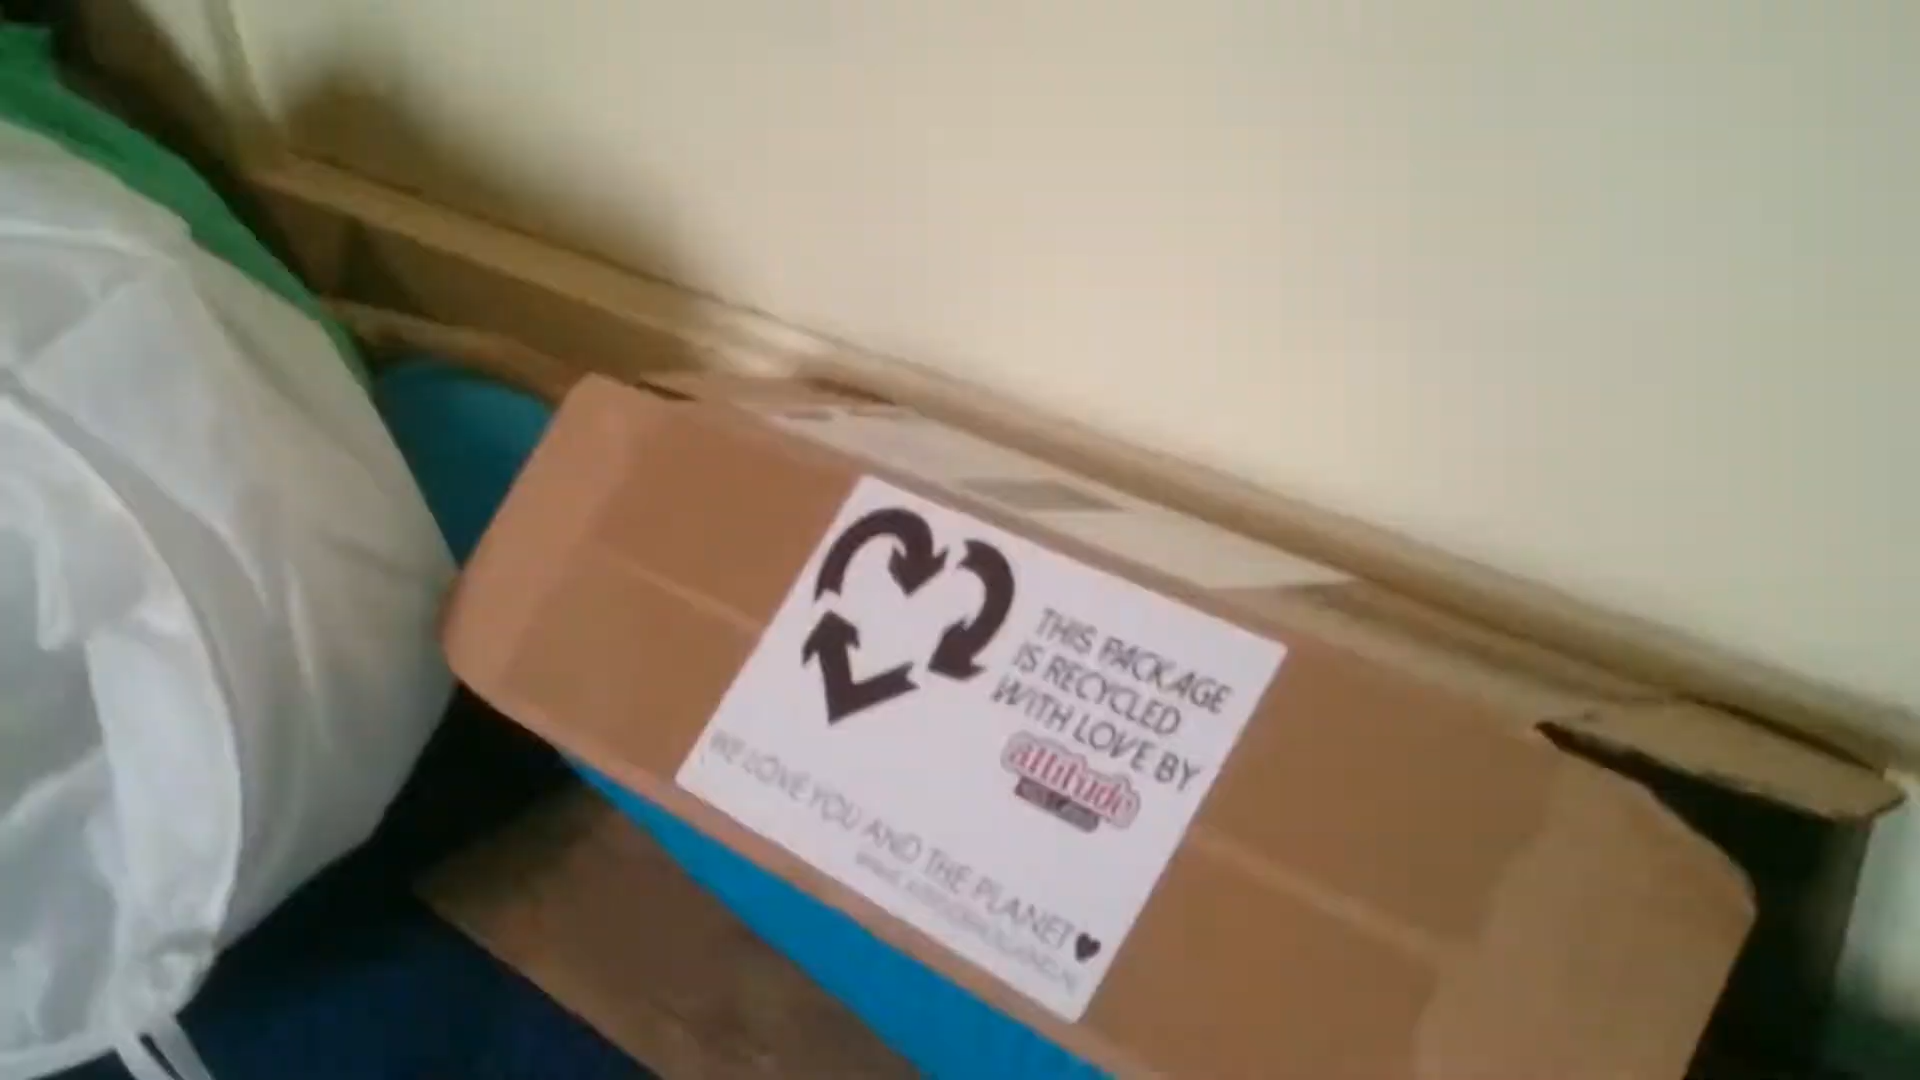 THIS PACKAGE
IS RECYCLED
WITH LOVE BY
attitude
WE LOVE YOU AND THE PLANET